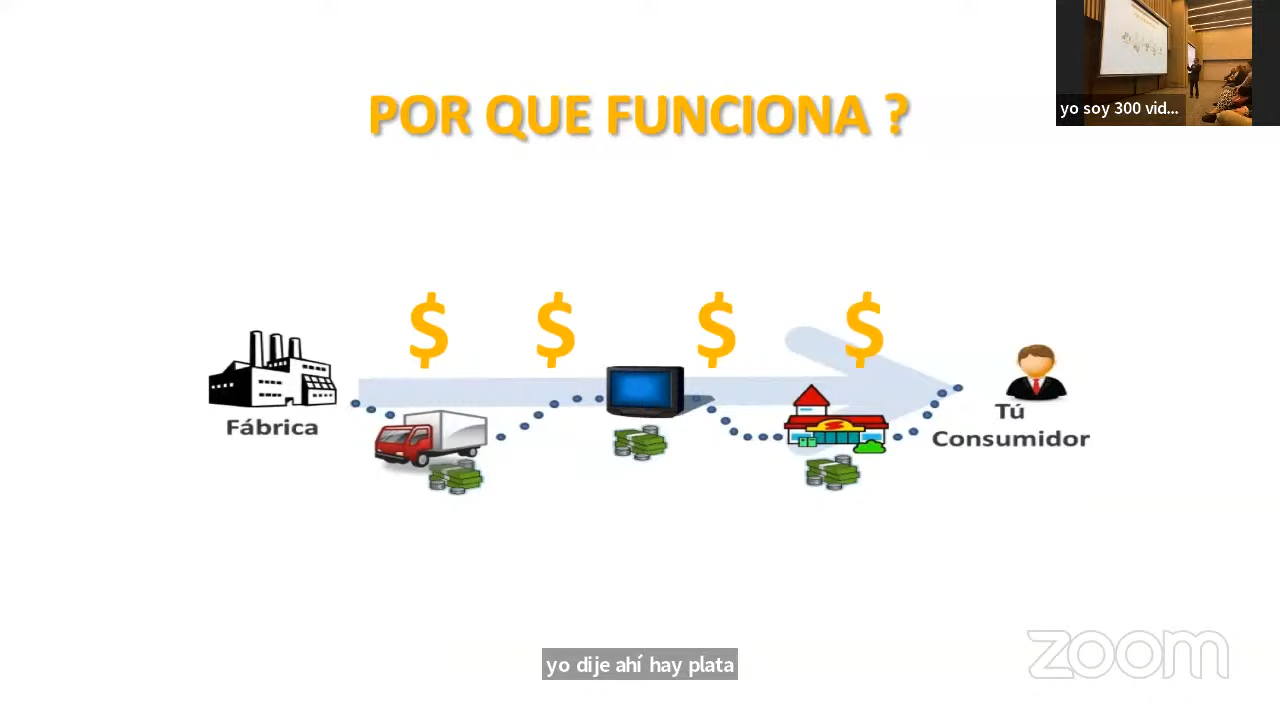 yo soy 300 vid...
POR QUE FUNCIONA ?
$ $ $ $
Fábrica
Tú
Consumidor
yo dije ahí hay plata
zoom